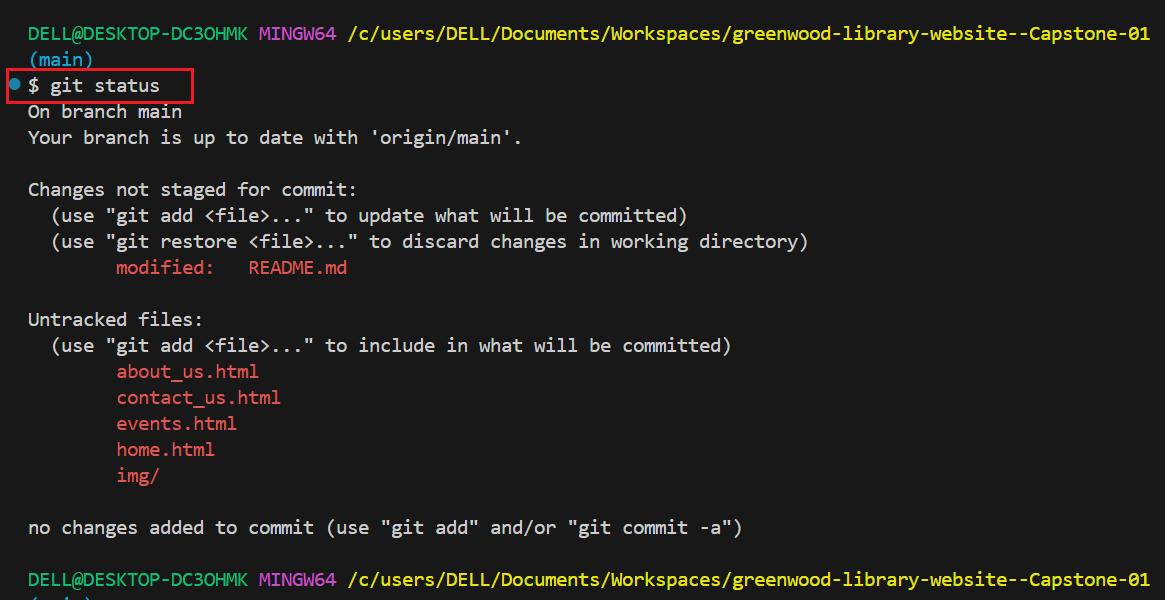 DELL@DESKTOP-DC3OHMK MINGW64 /c/users/DELL/Documents/Workspaces/greenwood-library-website--Capstone-01
(main)
$ git status
On branch main
Your branch is up to date with 'origin/main'.
Changes not staged for commit:
(use "git add <file>..." to update what will be committed)
(use "git restore <file>..." to discard changes in working directory)
modified: README.md
Untracked files:
(use "git add <file>..." to include in what will be committed)
about_us.html
contact_us.html
events.html
home.html
img/
no changes added to commit (use "git add" and/or "git commit -a")
DELL@DESKTOP-DC3OHMK MINGW64 /c/users/DELL/Documents/Workspaces/greenwood-library-website--Capstone-01